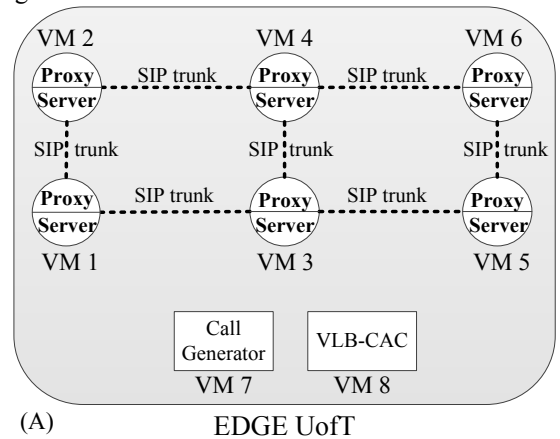 VM 2 VM 4 VM 6
Proxy Proxy Proxy
SIP trunk SIP trunk
Server Server Server
SIP trunk SIP trunk SIP trunk
Proxy Proxy Proxy
SIP trunk SIP trunk
Server Server Server
VM 1 VM 3 VM 5
Call
Generator
VLB-CAC
VM 7 VM 8
(A) EDGE UofT